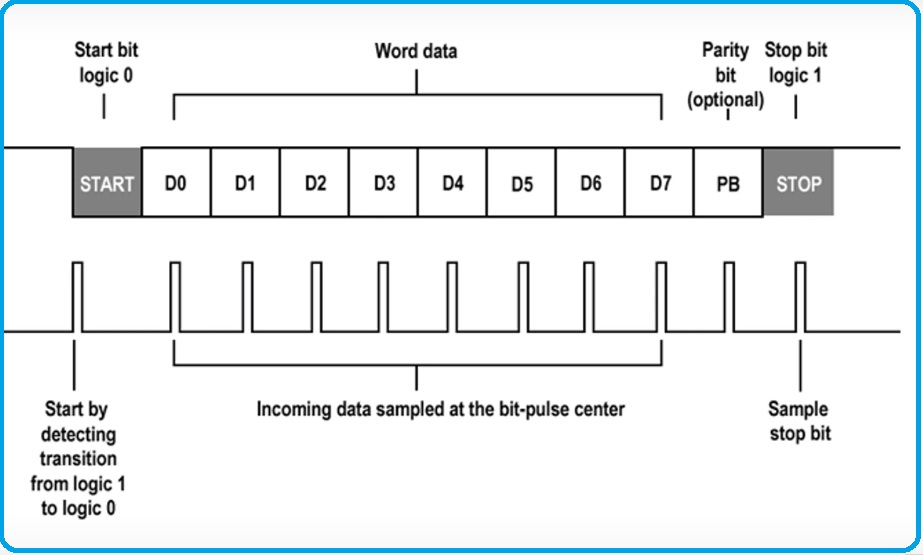 Start bit
logic 0
Word data
Parity
bit
(optional)
Stop bit
logic 1
START
D0
D1
D2
D3
D4
D5
D6
D7
PB
STOP
Start by
detecting
transition
from logic 1
to logic 0
Incoming data sampled at the bit-pulse center
Sample
stop bit